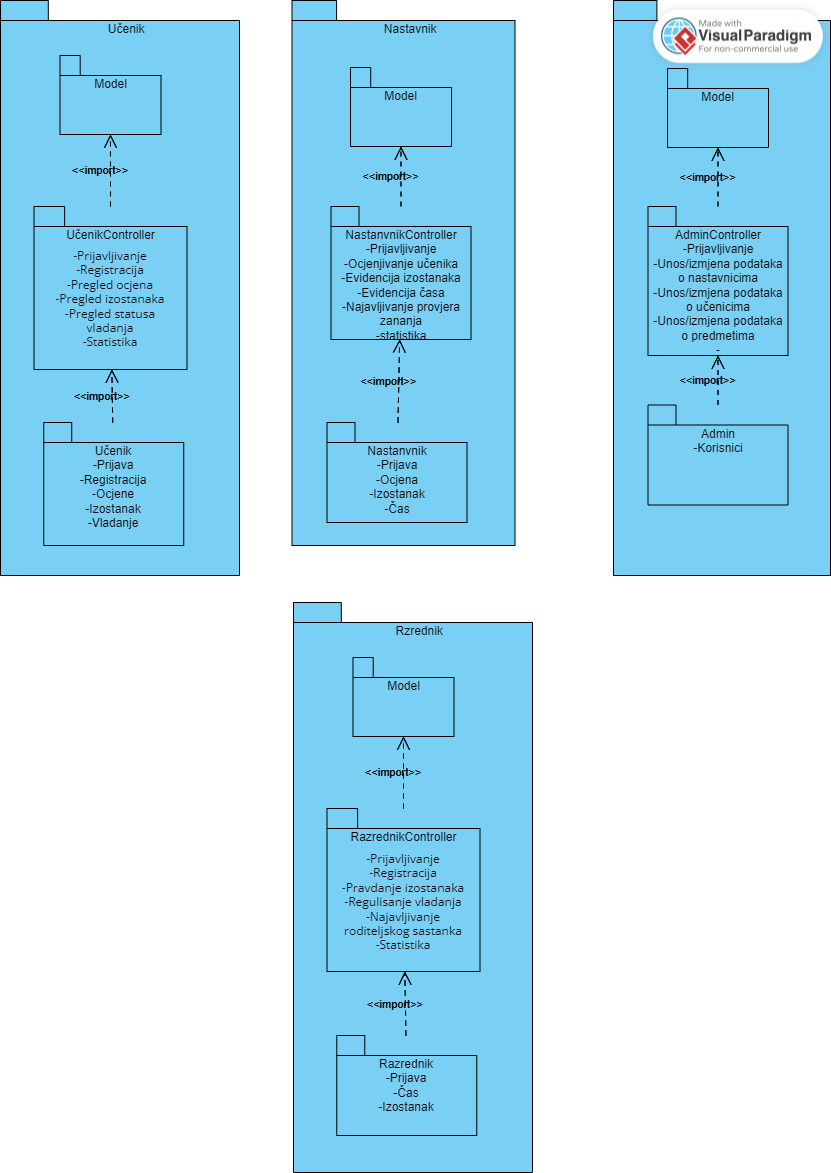 Učenik
Model
<<import>>
UčenikController
-Prijavljivanje
-Registracija
-Pregled ocjena
-Pregled izostanaka
-Pregled statusa
vladanja
-Statistika
<<import>>
Učenik
-Prijava
-Registracija
-Ocjene
-Izostanak
-Vladanje
Nastavnik
Model
<<import>>
NastanvnikController
-Prijavljivanje
-Ocjenjivanje učenika
-Evidencija izostanaka
-Evidencija časa
-Najavljivanje provjera
zananja
-statistika
<<import>>
Nastanvnik
-Prijava
-Ocjena
-Izostanak
-Čas
Made with
VisualParadigm
For non-commercial use
Model
<<import>>
AdminController
-Prijavljivanje
-Unos/izmjena podataka
o nastavnicima
-Unos/izmjena podataka
o učenicima
-Unos/izmjena podataka
o predmetima
-
<<import>>
Admin
-Korisnici
Rzrednik
Model
<<import>>
RazrednikController
-Prijavljivanje
-Registracija
-Pravdanje izostanaka
-Regulisanje vladanja
-Najavljivanje
roditeljskog sastanka
-Statistika
<<import>>
Razrednik
-Prijava
-Čas
-Izostanak